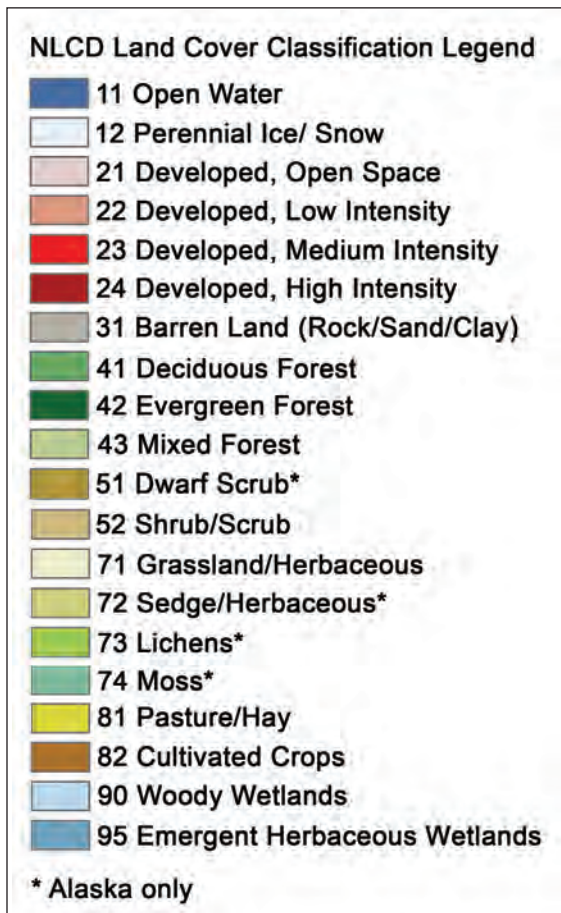 NLCD Land Cover Classification Legend
11 Open Water
12 Perennial Ice/ Snow
21 Developed, Open Space
22 Developed, Low Intensity
23 Developed, Medium Intensity
24 Developed, High Intensity
31 Barren Land (Rock/Sand/Clay)
41 Deciduous Forest
42 Evergreen Forest
43 Mixed Forest
51 Dwarf Scrub*
52 Shrub/Scrub
71 Grassland/Herbaceous
72 Sedge/Herbaceous*
73 Lichens*
74 Moss*
81 Pasture/Hay
82 Cultivated Crops
90 Woody Wetlands
95 Emergent Herbaceous Wetlands
* Alaska only